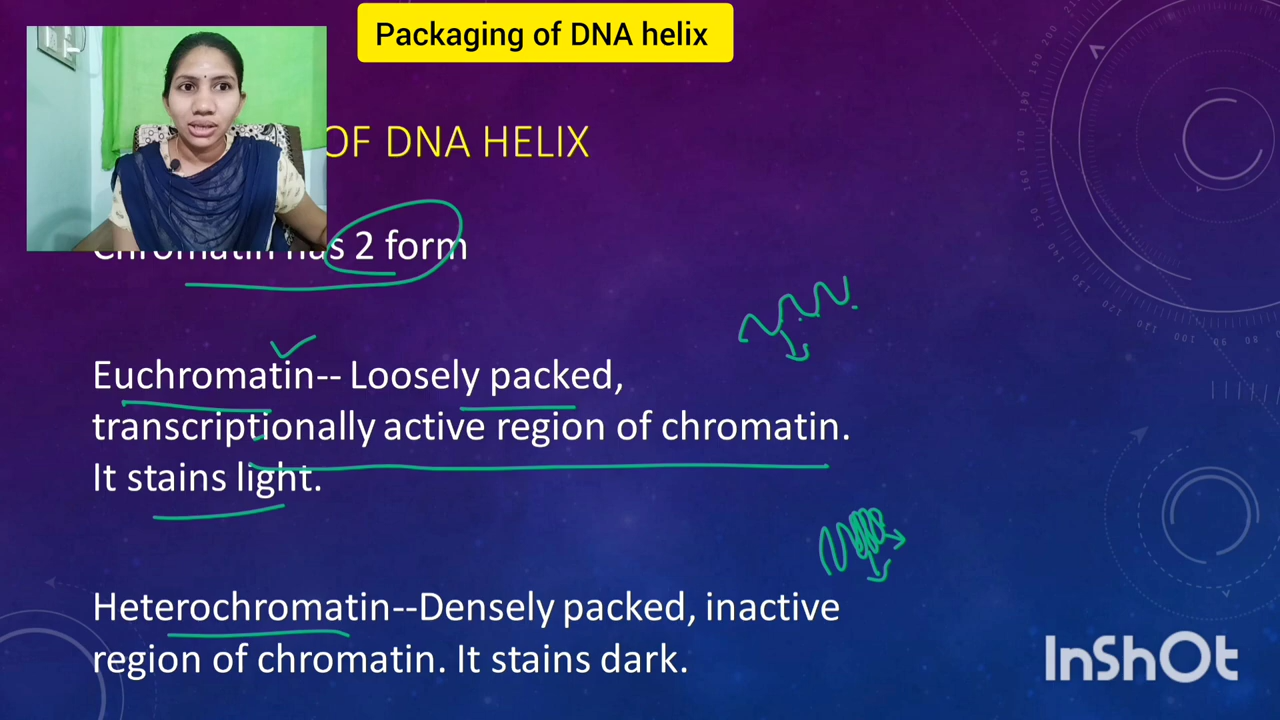 Packaging of DNA helix
OF DNA HELIX
Chromatin has 2 form
Euchromatin-- Loosely packed,
transcriptionally active region of chromatin.
It stains light.
Heterochromatin--Densely packed, inactive
region of chromatin. It stains dark.
InShOt